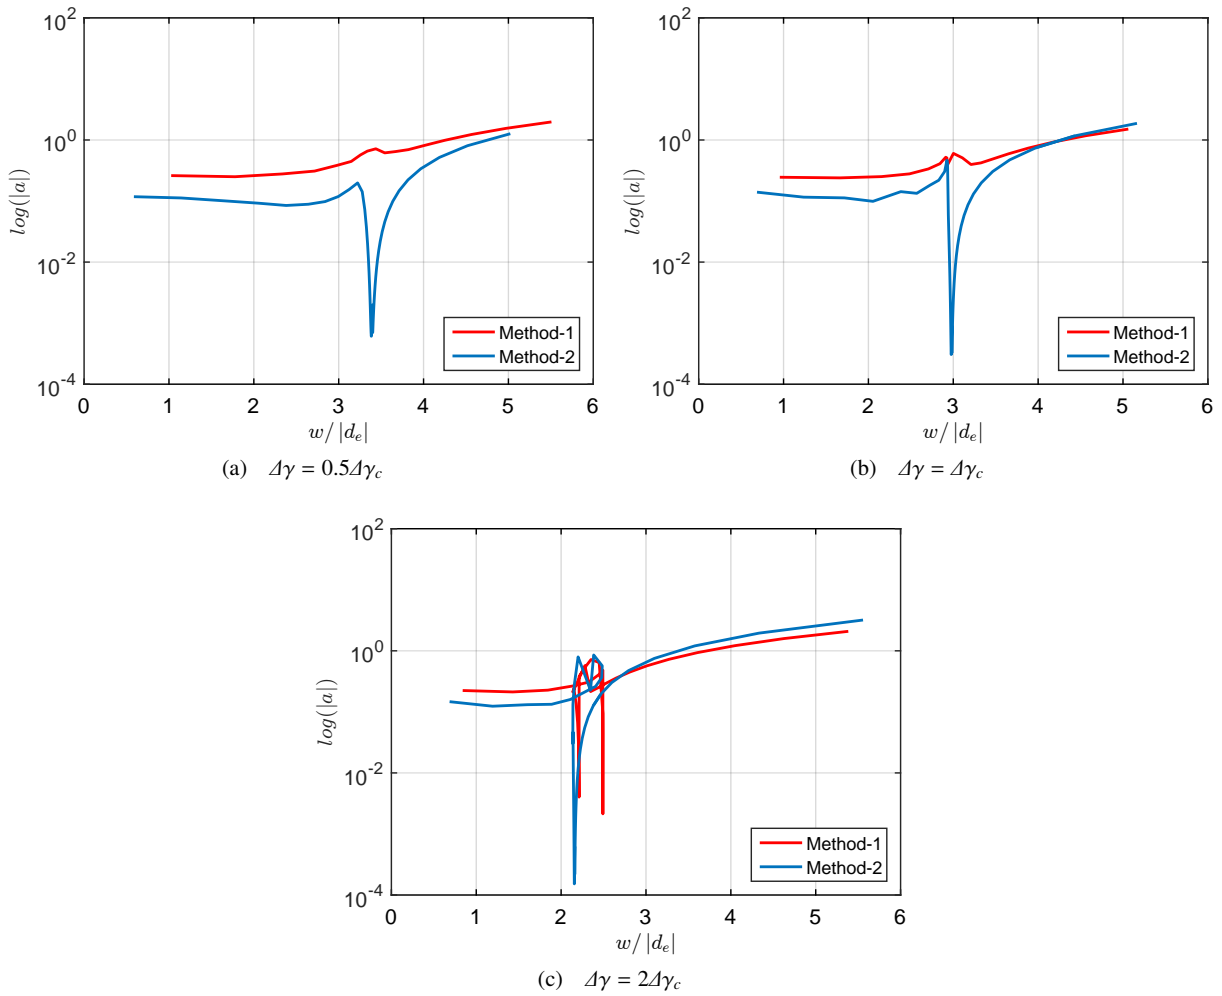 10^2
10^0
10^-2
10^-4
log(|a|)
0 1 2 3 4 5 6
w/|d_e|
Method-1
Method-2
(a) Δγ = 0.5Δγ_c
10^2
10^0
10^-2
10^-4
log(|a|)
0 1 2 3 4 5 6
w/|d_e|
Method-1
Method-2
(b) Δγ = Δγ_c
10^2
10^0
10^-2
10^-4
log(|a|)
0 1 2 3 4 5 6
w/|d_e|
Method-1
Method-2
(c) Δγ = 2Δγ_c